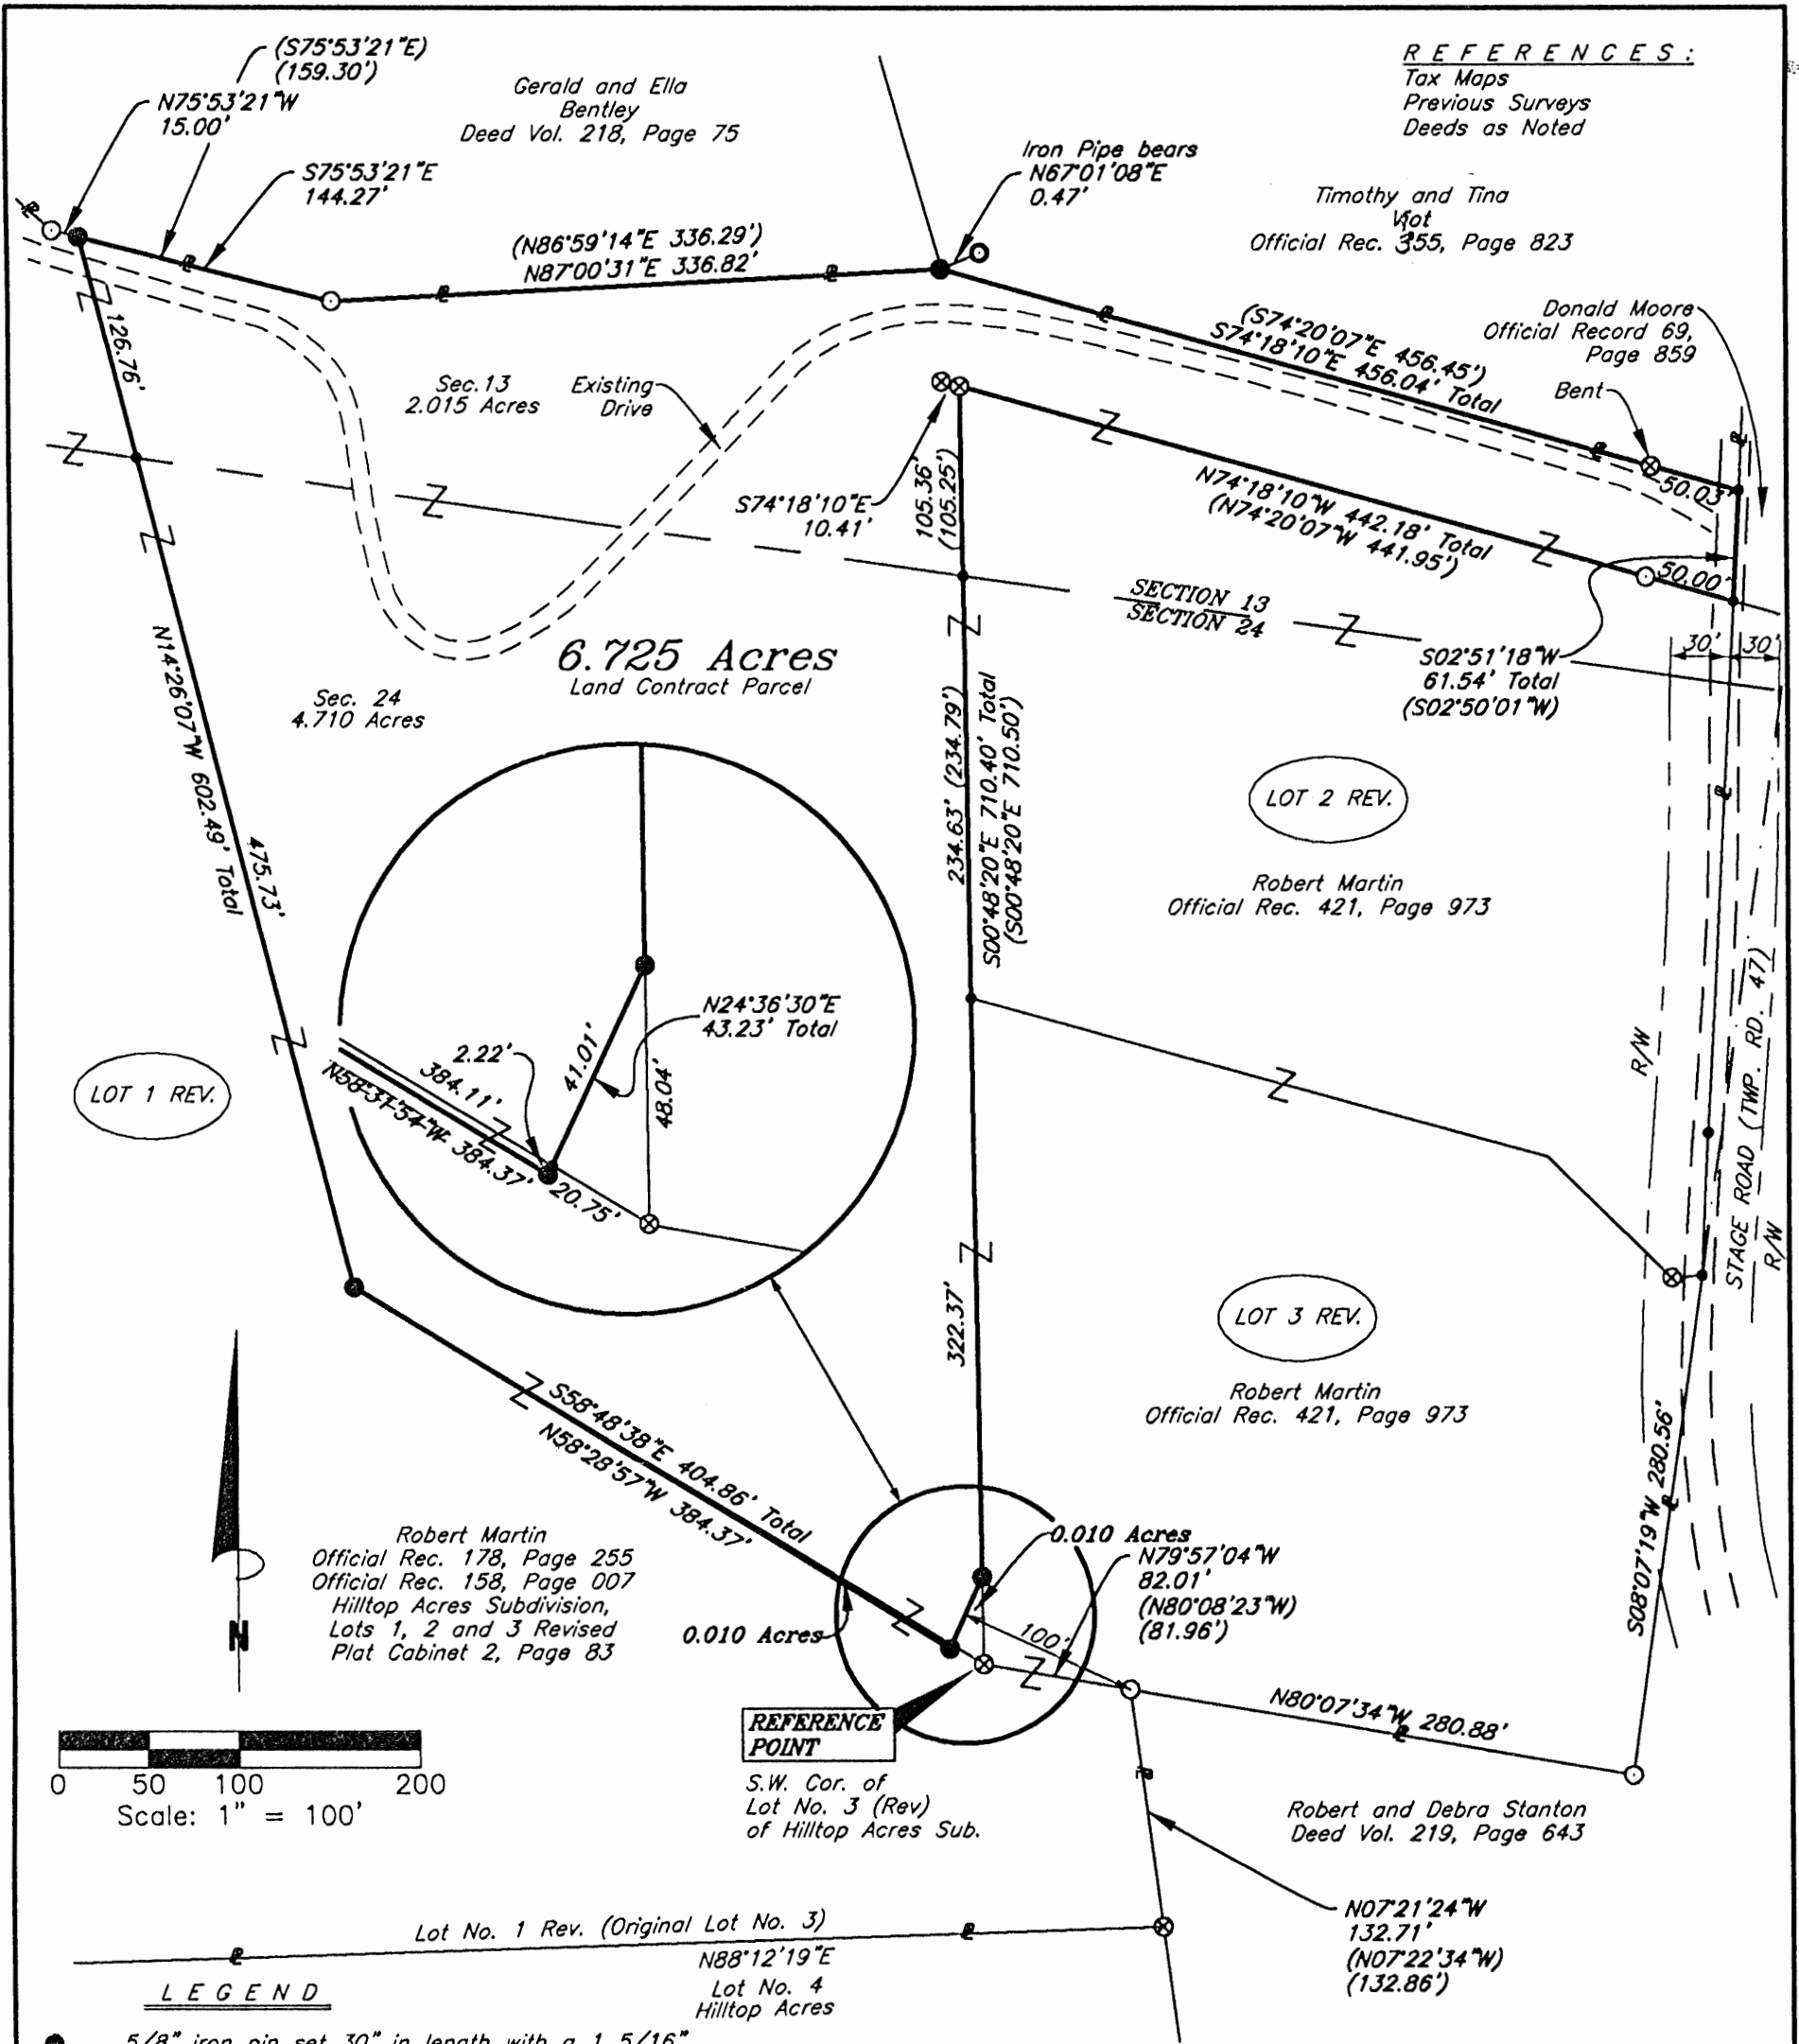 REFERENCES:
Tax Maps
Previous Surveys
Deeds as Noted
(S75°53'21"E)
(159.30')
N75°53'21"W
15.00'
S75°53'21"E
144.27'
Gerald and Ella
Bentley
Deed Vol. 218, Page 75
Iron Pipe bears
N67°01'08"E
0.47'
Timothy and Tina
Official Rec. 355, Page 823
(N86°59'14"E 336.29')
N87°00'31"E 336.82'
(S74°20'07"E 456.45')
S74°18'10"E 456.04' Total
Donald Moore
Official Record 69,
Page 859
Bent
50.03'
126.76'
Sec. 13
2.015 Acres
Existing
Drive
S74°18'10"E
10.41'
105.36'
(105.25')
N74°18'10"W 442.18' Total
(N74°20'07"W 441.95')
50.00'
SECTION 13
SECTION 24
30'
30'
S02°51'18"W
61.54' Total
(S02°50'01"W)
6.725 Acres
Land Contract Parcel
Sec. 24
4.710 Acres
N14°26'07"W 602.49' Total
475.73'
234.63' (234.79')
S00°48'20"E 710.40' Total
(S00°48'20"E 710.50')
LOT 2 REV.
Robert Martin
Official Rec. 421, Page 973
N24°36'30"E
43.23' Total
2.22'
41.01'
48.04'
384.11'
N58°31'54"W 384.37'
20.75'
LOT 1 REV.
R/W
STAGE ROAD (TWP. RD. 47)
R/W
322.37'
LOT 3 REV.
Robert Martin
Official Rec. 421, Page 973
S08°07'19"W 280.56'
S58°48'38"E 404.86' Total
N58°28'57"W 384.37'
Robert Martin
Official Rec. 178, Page 255
Official Rec. 158, Page 007
Hilltop Acres Subdivision,
Lots 1, 2 and 3 Revised
Plat Cabinet 2, Page 83
N
0.010 Acres
0.010 Acres
N79°57'04"W
82.01'
(N80°08'23"W)
(81.96')
100'
N80°07'34"W 280.88'
REFERENCE
POINT
S.W. Cor. of
Lot No. 3 (Rev)
of Hilltop Acres Sub.
0 50 100 200
Scale: 1" = 100'
Robert and Debra Stanton
Deed Vol. 219, Page 643
N07°21'24"W
132.71'
(N07°22'34"W)
(132.86')
Lot No. 1 Rev. (Original Lot No. 3)
N88°12'19"E
Lot No. 4
Hilltop Acres
LEGEND
5/8" iron pin set 30" in length with a 1 5/16"